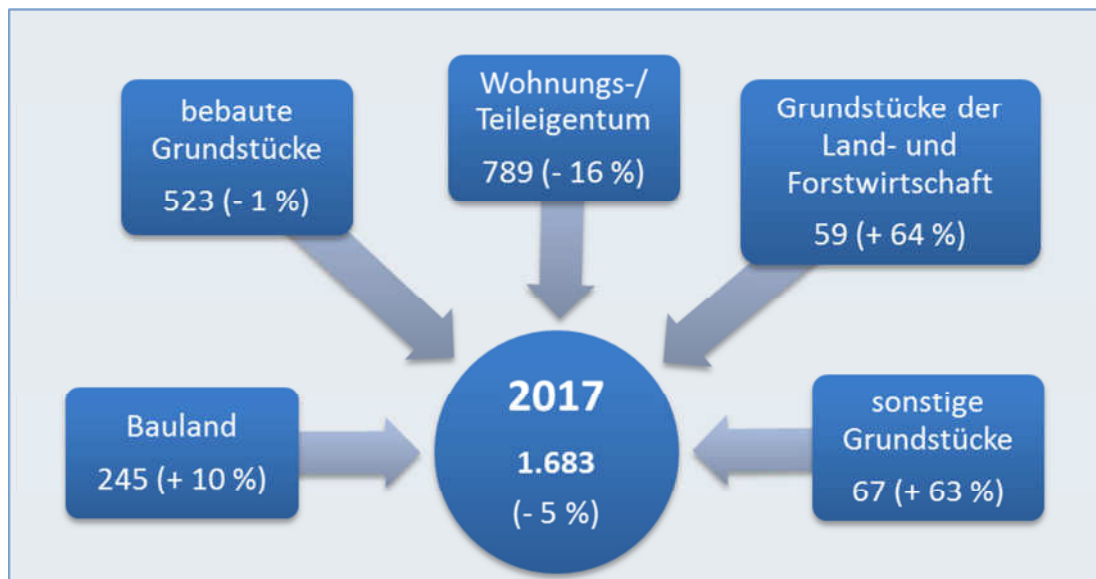 bebaute
Grundstücke
523 (- 1 %)
Wohnungs-/
Teileigentum
789 (- 16 %)
Grundstücke der
Land- und
Forstwirtschaft
59 (+ 64 %)
Bauland
245 (+ 10 %)
2017
1.683
(- 5 %)
sonstige
Grundstücke
67 (+ 63 %)